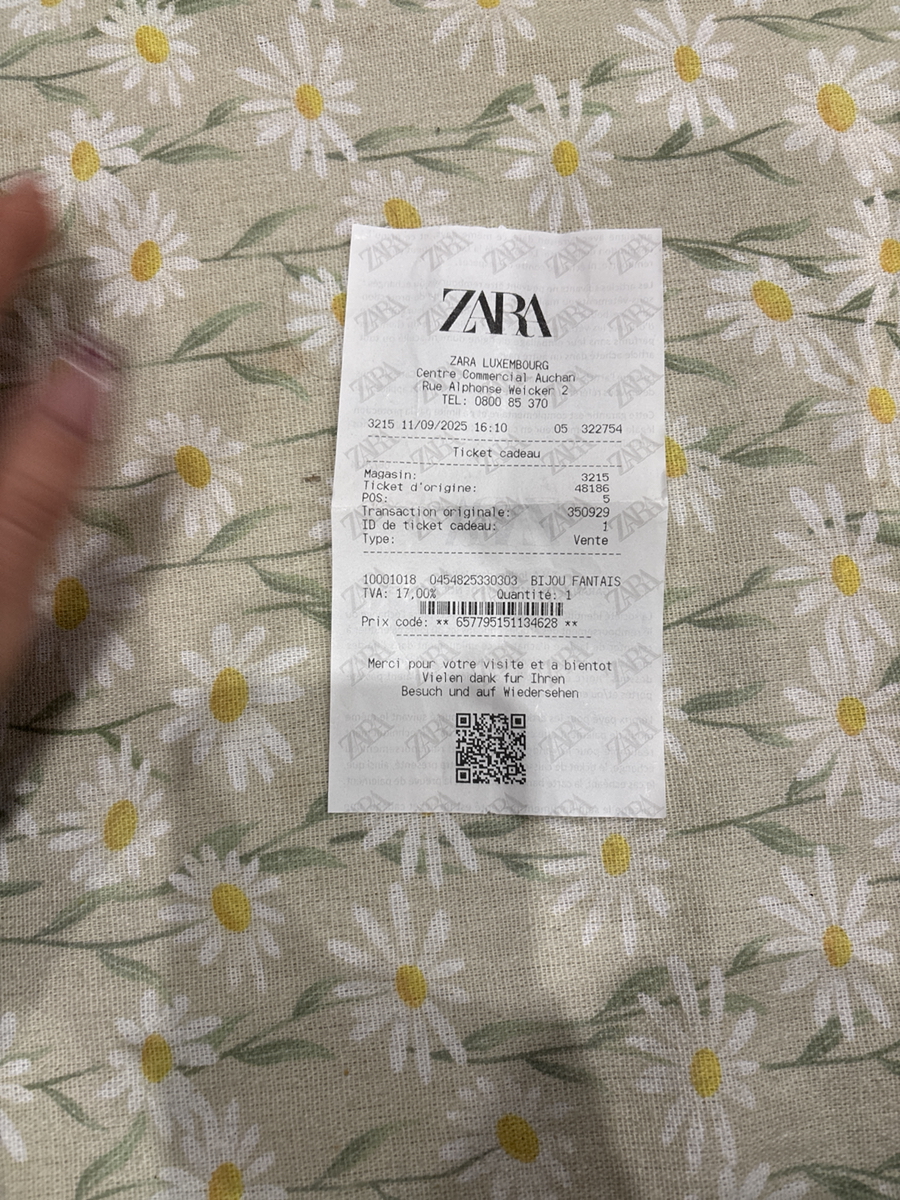 ZARA
ZARA LUXEMBOURG
Centre Commercial Auchan
Rue Alphonse Weicker 2
TEL: 0800 85 370
3215 11/09/2025 16:10 05 322754
Ticket cadeau
Magasin: 3215
Ticket d'origine: 48186
POS: 5
Transaction originale: 350929
ID de ticket cadeau: 1
Type: Vente
10001018 0454825330303 BIJOU FANTAIS
TVA: 17,00% Quantité: 1
Prix codé: ** 657795151134628 **
Merci pour votre visite et a bientot
Vielen dank fur Ihren
Besuch und auf Wiedersehen